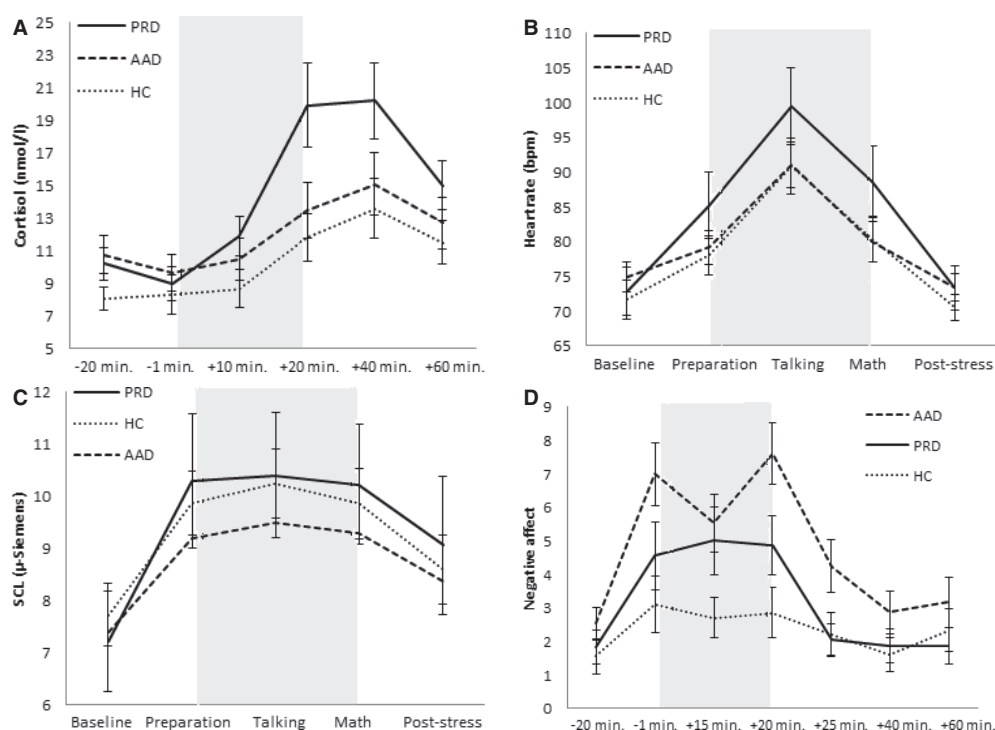 A
PRD
AAD
HC
Cortisol (nmol/l)
25
23
21
19
17
15
13
11
9
7
5
-20 min. -1 min. +10 min. +20 min. +40 min. +60 min.
B
PRD
AAD
HC
Heartrate (bpm)
110
105
100
95
90
85
80
75
70
65
Baseline Preparation Talking Math Post-stress
C
PRD
HC
AAD
SCL (µ-Siemens)
12
11
10
9
8
7
6
Baseline Preparation Talking Math Post-stress
D
AAD
PRD
HC
Negative affect
9
8
7
6
5
4
3
2
1
0
-20 min. -1 min. +15 min. +20 min. +25 min. +40 min. +60 min.